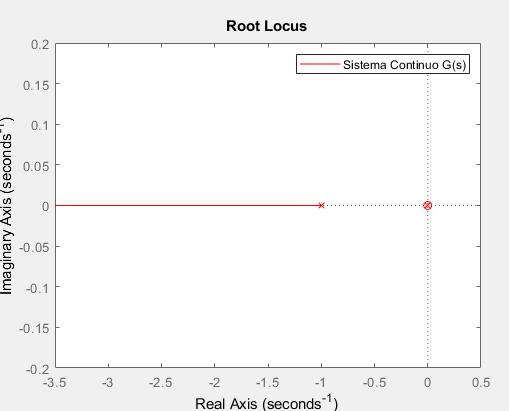 Root Locus
Sistema Continuo G(s)
0.2
0.15
0.1
0.05
0
-0.05
-0.1
-0.15
-0.2
Imaginary Axis (seconds⁻¹)
-3.5 -3 -2.5 -2 -1.5 -1 -0.5 0 0.5
Real Axis (seconds⁻¹)